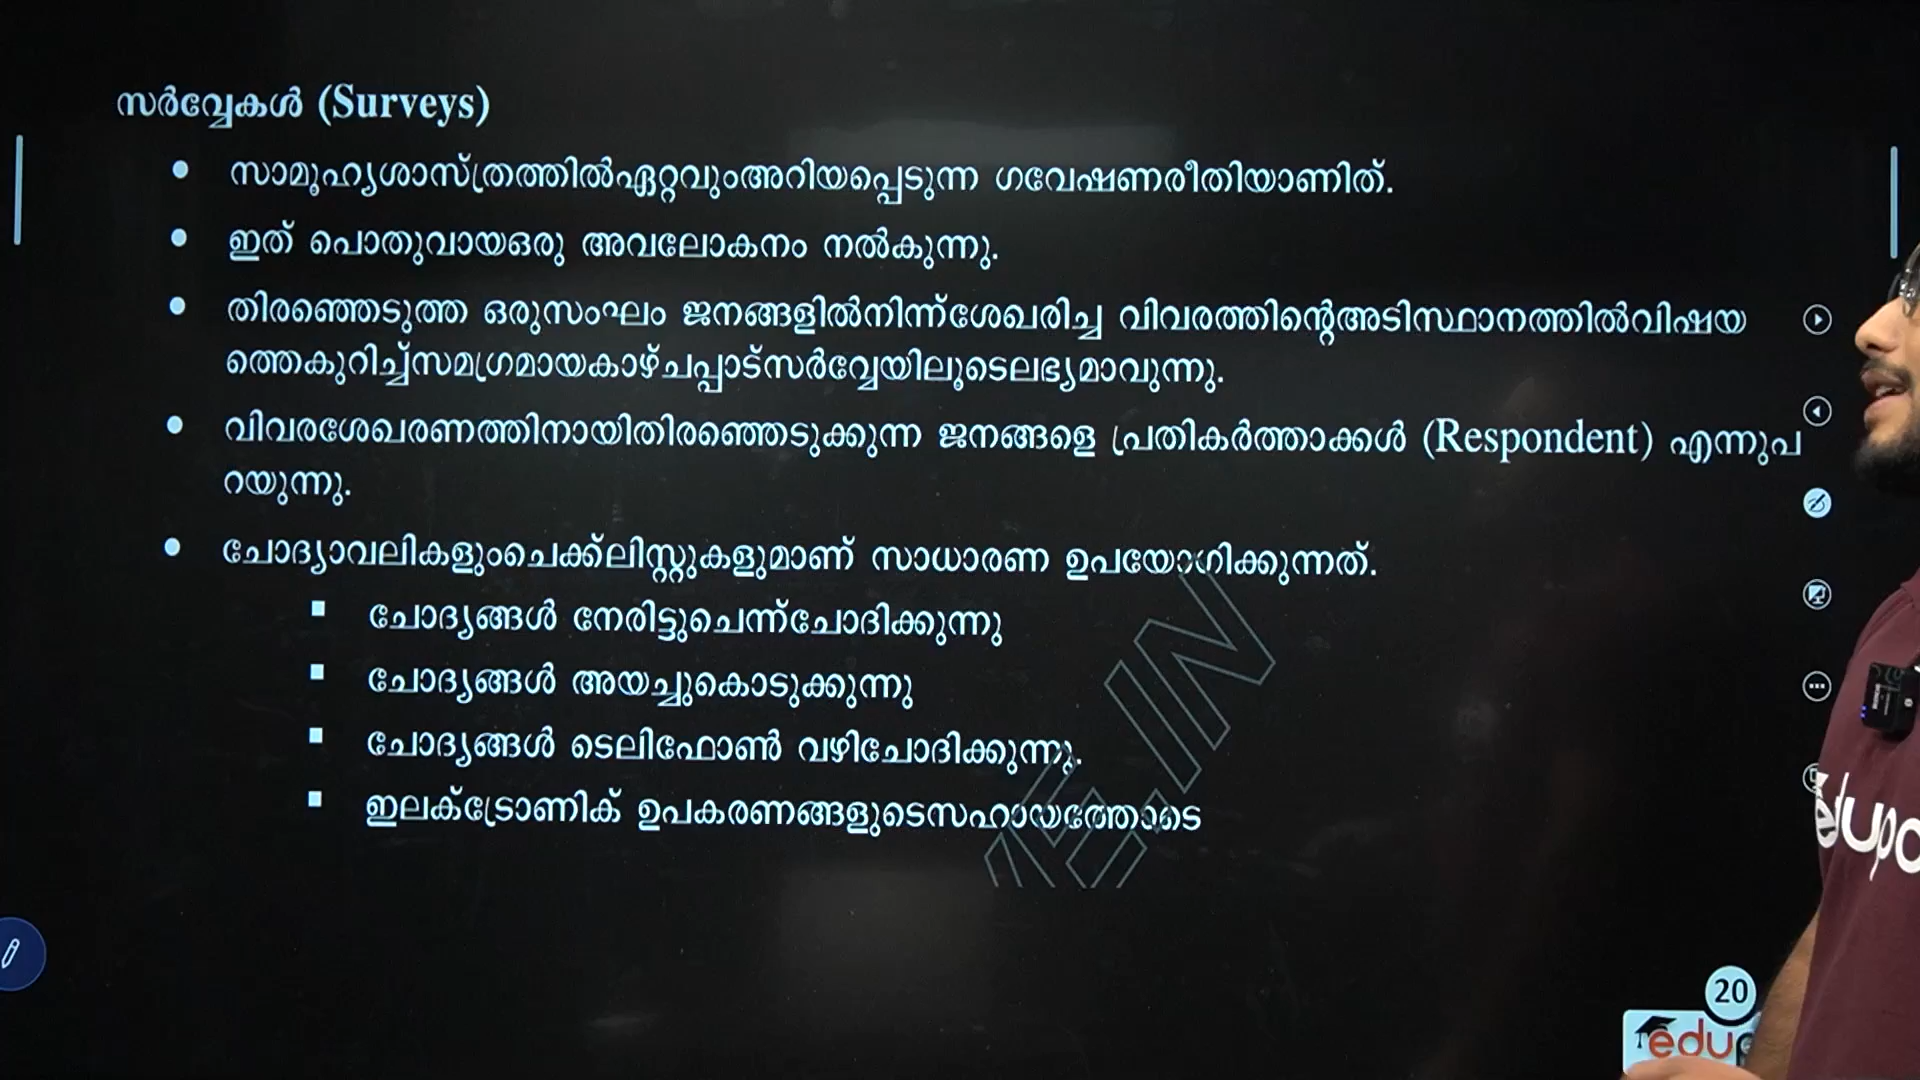 സർവ്വേകൾ (Surveys)
• സാമൂഹ്യശാസ്ത്രത്തിൽഏറ്റവുംഅറിയപ്പെടുന്ന ഗവേഷണരീതിയാണിത്.
• ഇത് പൊതുവായഒരു അവലോകനം നൽകുന്നു.
• തിരഞ്ഞെടുത്ത ഒരുസംഘം ജനങ്ങളിൽനിന്ന്ശേഖരിച്ച വിവരത്തിന്റെഅടിസ്ഥാനത്തിൽവിഷയ
ത്തെകുറിച്ച്സമഗ്രമായകാഴ്ചപ്പാട്സർവ്വേയിലൂടെലഭ്യമാവുന്നു.
• വിവരശേഖരണത്തിനായിതിരഞ്ഞെടുക്കുന്ന ജനങ്ങളെ പ്രതികർത്താക്കൾ (Respondent) എന്നുപ
റയുന്നു.
• ചോദ്യാവലികളുംചെക്ക്ലിസ്റ്റുകളുമാണ് സാധാരണ ഉപയോഗിക്കുന്നത്.
▪ ചോദ്യങ്ങൾ നേരിട്ടുചെന്ന്ചോദിക്കുന്നു
▪ ചോദ്യങ്ങൾ അയച്ചുകൊടുക്കുന്നു
▪ ചോദ്യങ്ങൾ ടെലിഫോൺ വഴിചോദിക്കുന്നു.
▪ ഇലക്ട്രോണിക് ഉപകരണങ്ങളുടെസഹായത്തോടെ
20